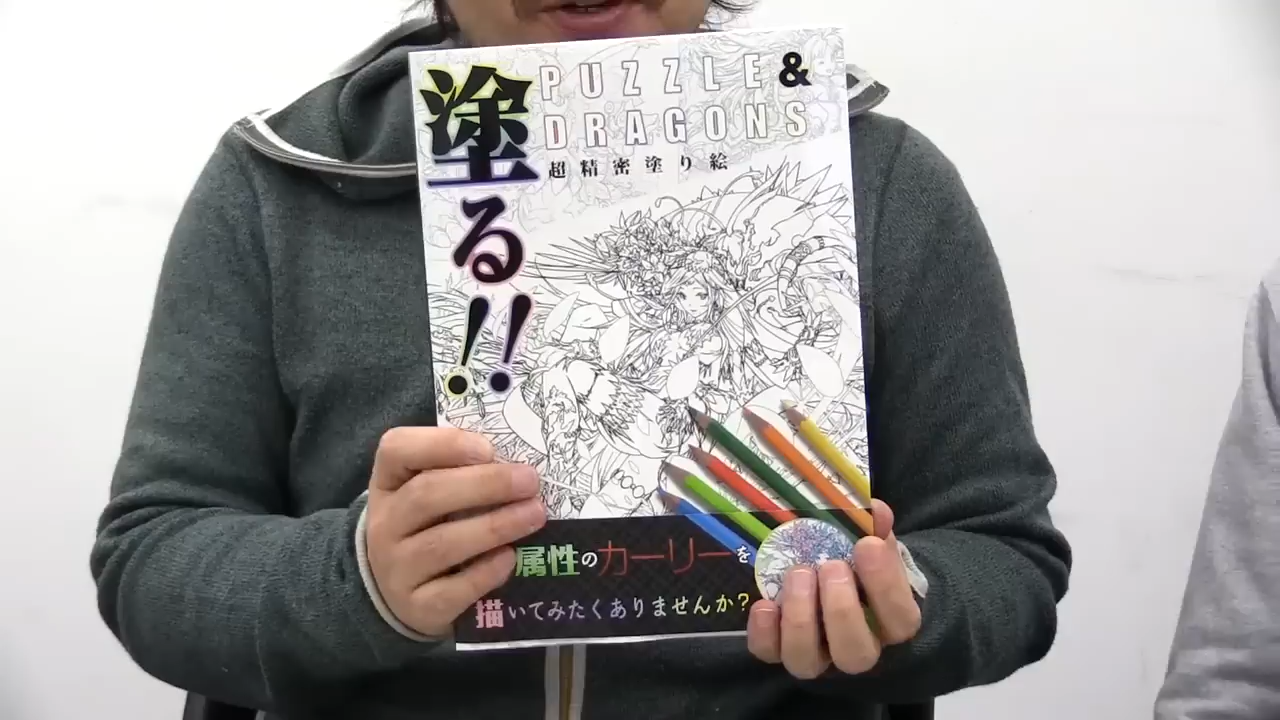 塗る!!
PUZZLE &
DRAGONS
超精密塗り絵
属性のカーリーを
描いてみたくありませんか?